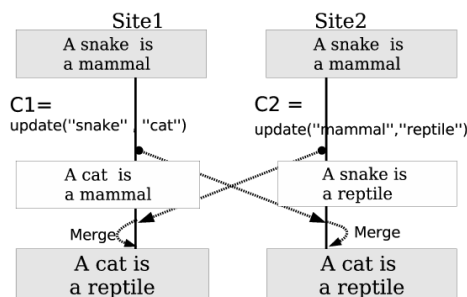 Site1
Site2
A snake is
a mammal
A snake is
a mammal
C1=
update("snake" , "cat")
C2 =
update("mammal","reptile")
A cat is
a mammal
A snake is
a reptile
Merge
Merge
A cat is
a reptile
A cat is
a reptile